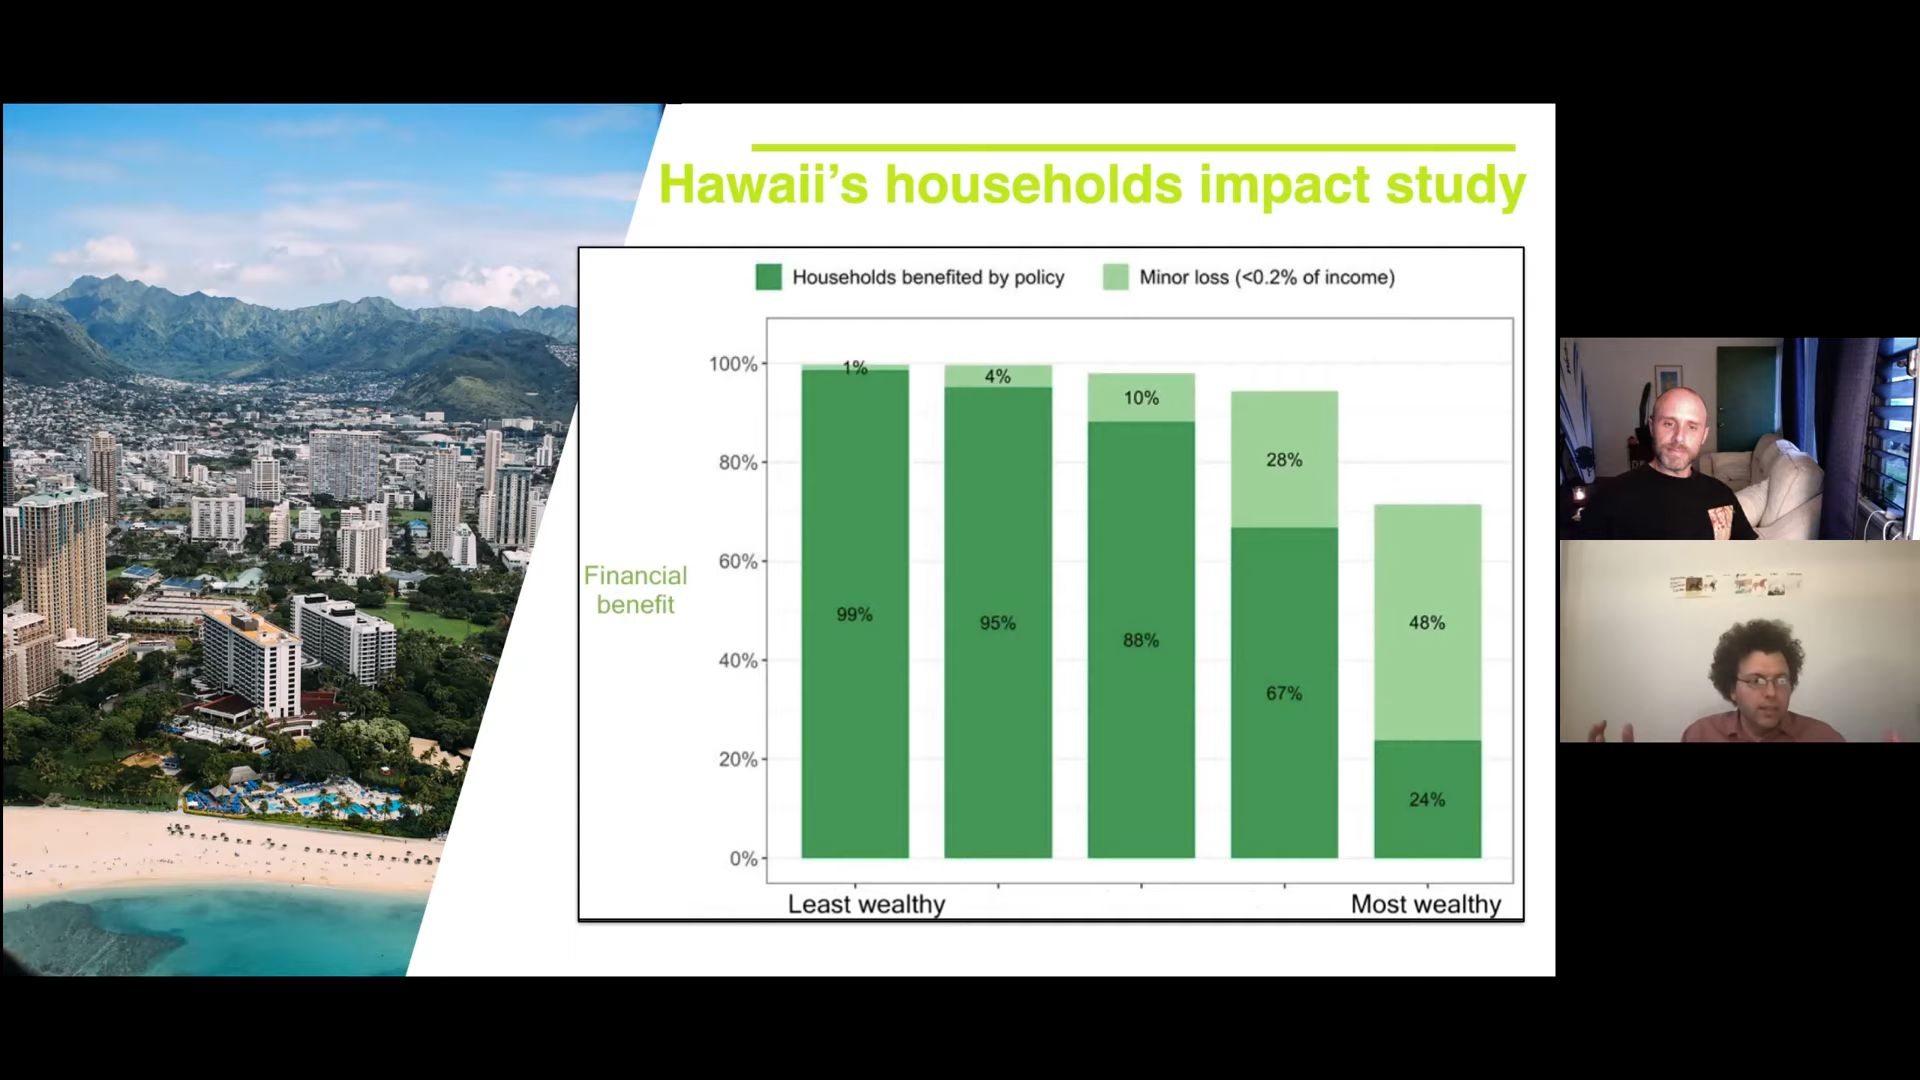 Hawaii’s households impact study
Households benefited by policy
Minor loss (<0.2% of income)
Financial
benefit
100%
80%
60%
40%
20%
0%
1%
99%
4%
95%
10%
88%
28%
67%
48%
24%
Least wealthy
Most wealthy